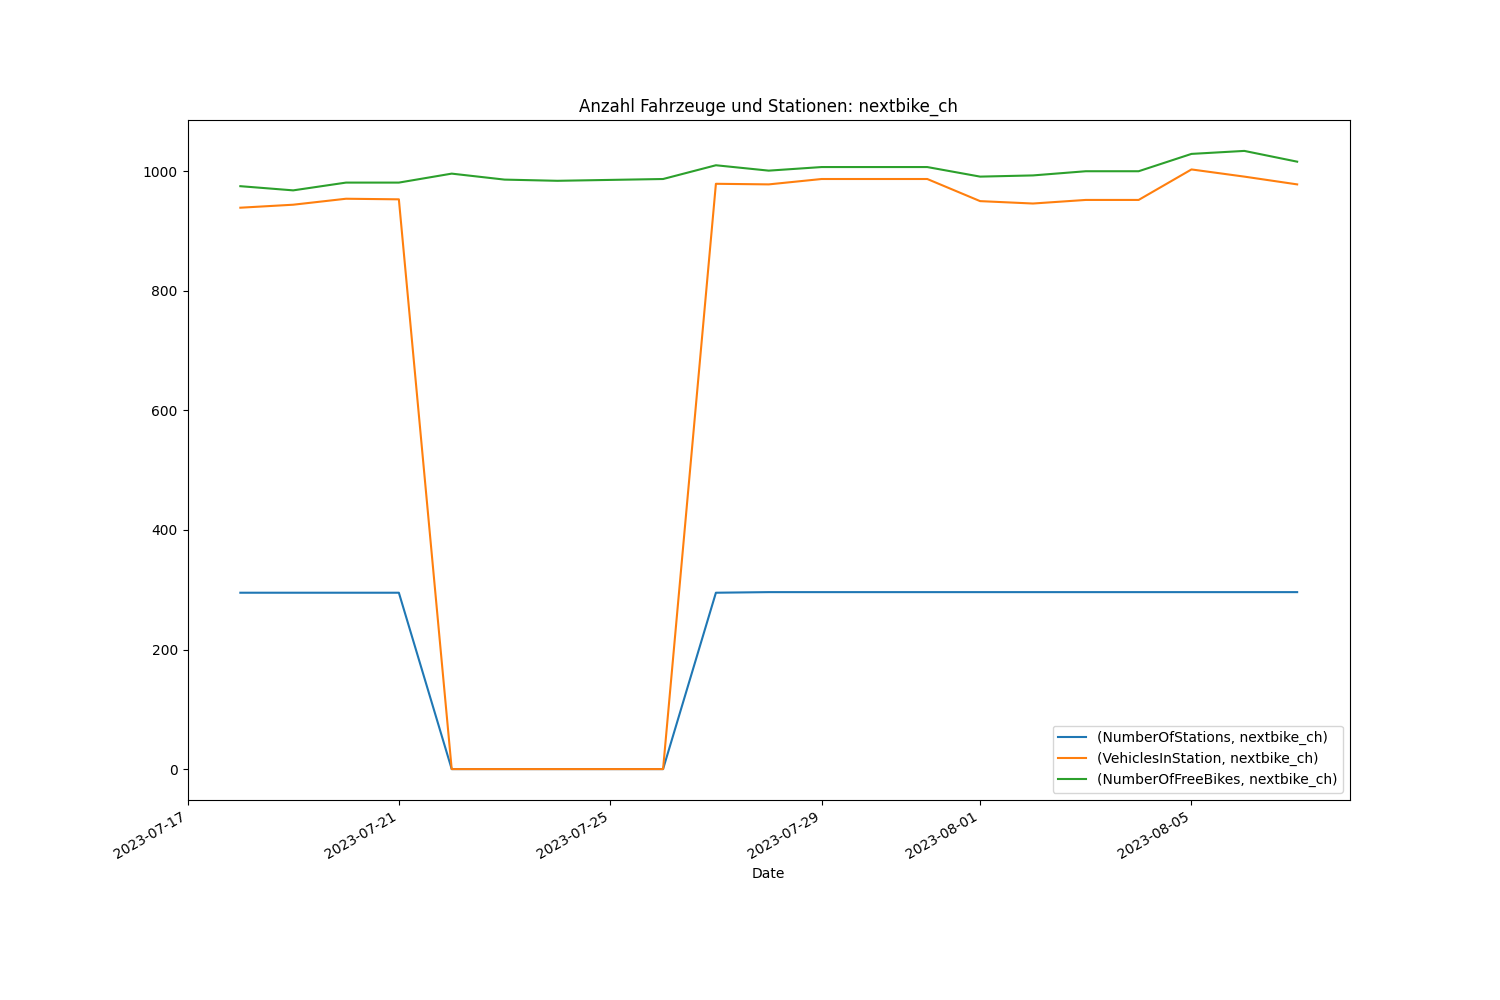 Anzahl Fahrzeuge und Stationen: nextbike_ch
1000
800
600
400
200
0
(NumberOfStations, nextbike_ch)
(VehiclesInStation, nextbike_ch)
(NumberOfFreeBikes, nextbike_ch)
2023-07-17
2023-07-21
2023-07-25
2023-07-29
2023-08-01
2023-08-05
Date